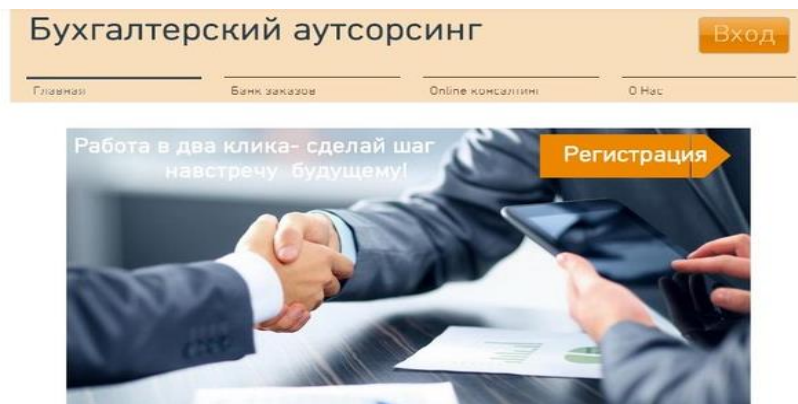 Бухгалтерский аутсорсинг
Вход
Главная
Банк заказов
Online консалтинг
О Нас
Работа в два клика- сделай шаг
навстречу будущему!
Регистрация